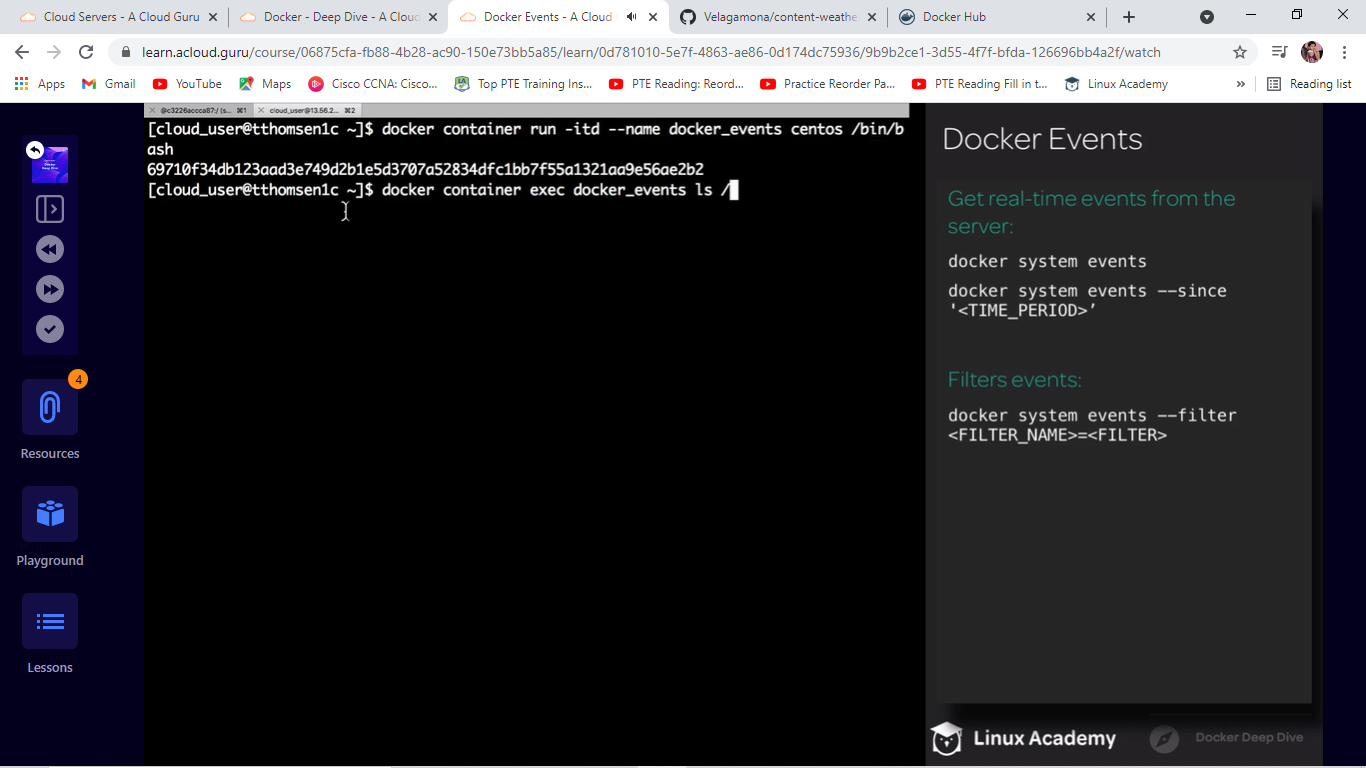 Cloud Servers - A Cloud Guru
Docker - Deep Dive - A Cloud
Docker Events - A Cloud
Velagamona/content-weathe
Docker Hub
learn.acloud.guru/course/06875cfa-fb88-4b28-ac90-150e73bb5a85/learn/0d781010-5e7f-4863-ae86-0d174dc75936/9b9b2ce1-3d55-4f7f-bfda-126696bb4a2f/watch
Apps
Gmail
YouTube
Maps
Cisco CCNA: Cisco...
Top PTE Training Ins...
PTE Reading: Reord...
Practice Reorder Pa...
PTE Reading Fill in t...
Linux Academy
»
Reading list
@c3226accca87:/ (s... ⌘1
cloud_user@13.56.2... ⌘2
[cloud_user@tthomsen1c ~]$ docker container run -itd --name docker_events centos /bin/b
ash
69710f34db123aad3e749d2b1e5d3707a52834dfc1bb7f55a1321aa9e56ae2b2
[cloud_user@tthomsen1c ~]$ docker container exec docker_events ls /
4
Resources
Playground
Lessons
Docker Events
Get real-time events from the
server:
docker system events
docker system events --since
'<TIME_PERIOD>’
Filters events:
docker system events --filter
<FILTER_NAME>=<FILTER>
Linux Academy
Docker Deep Dive